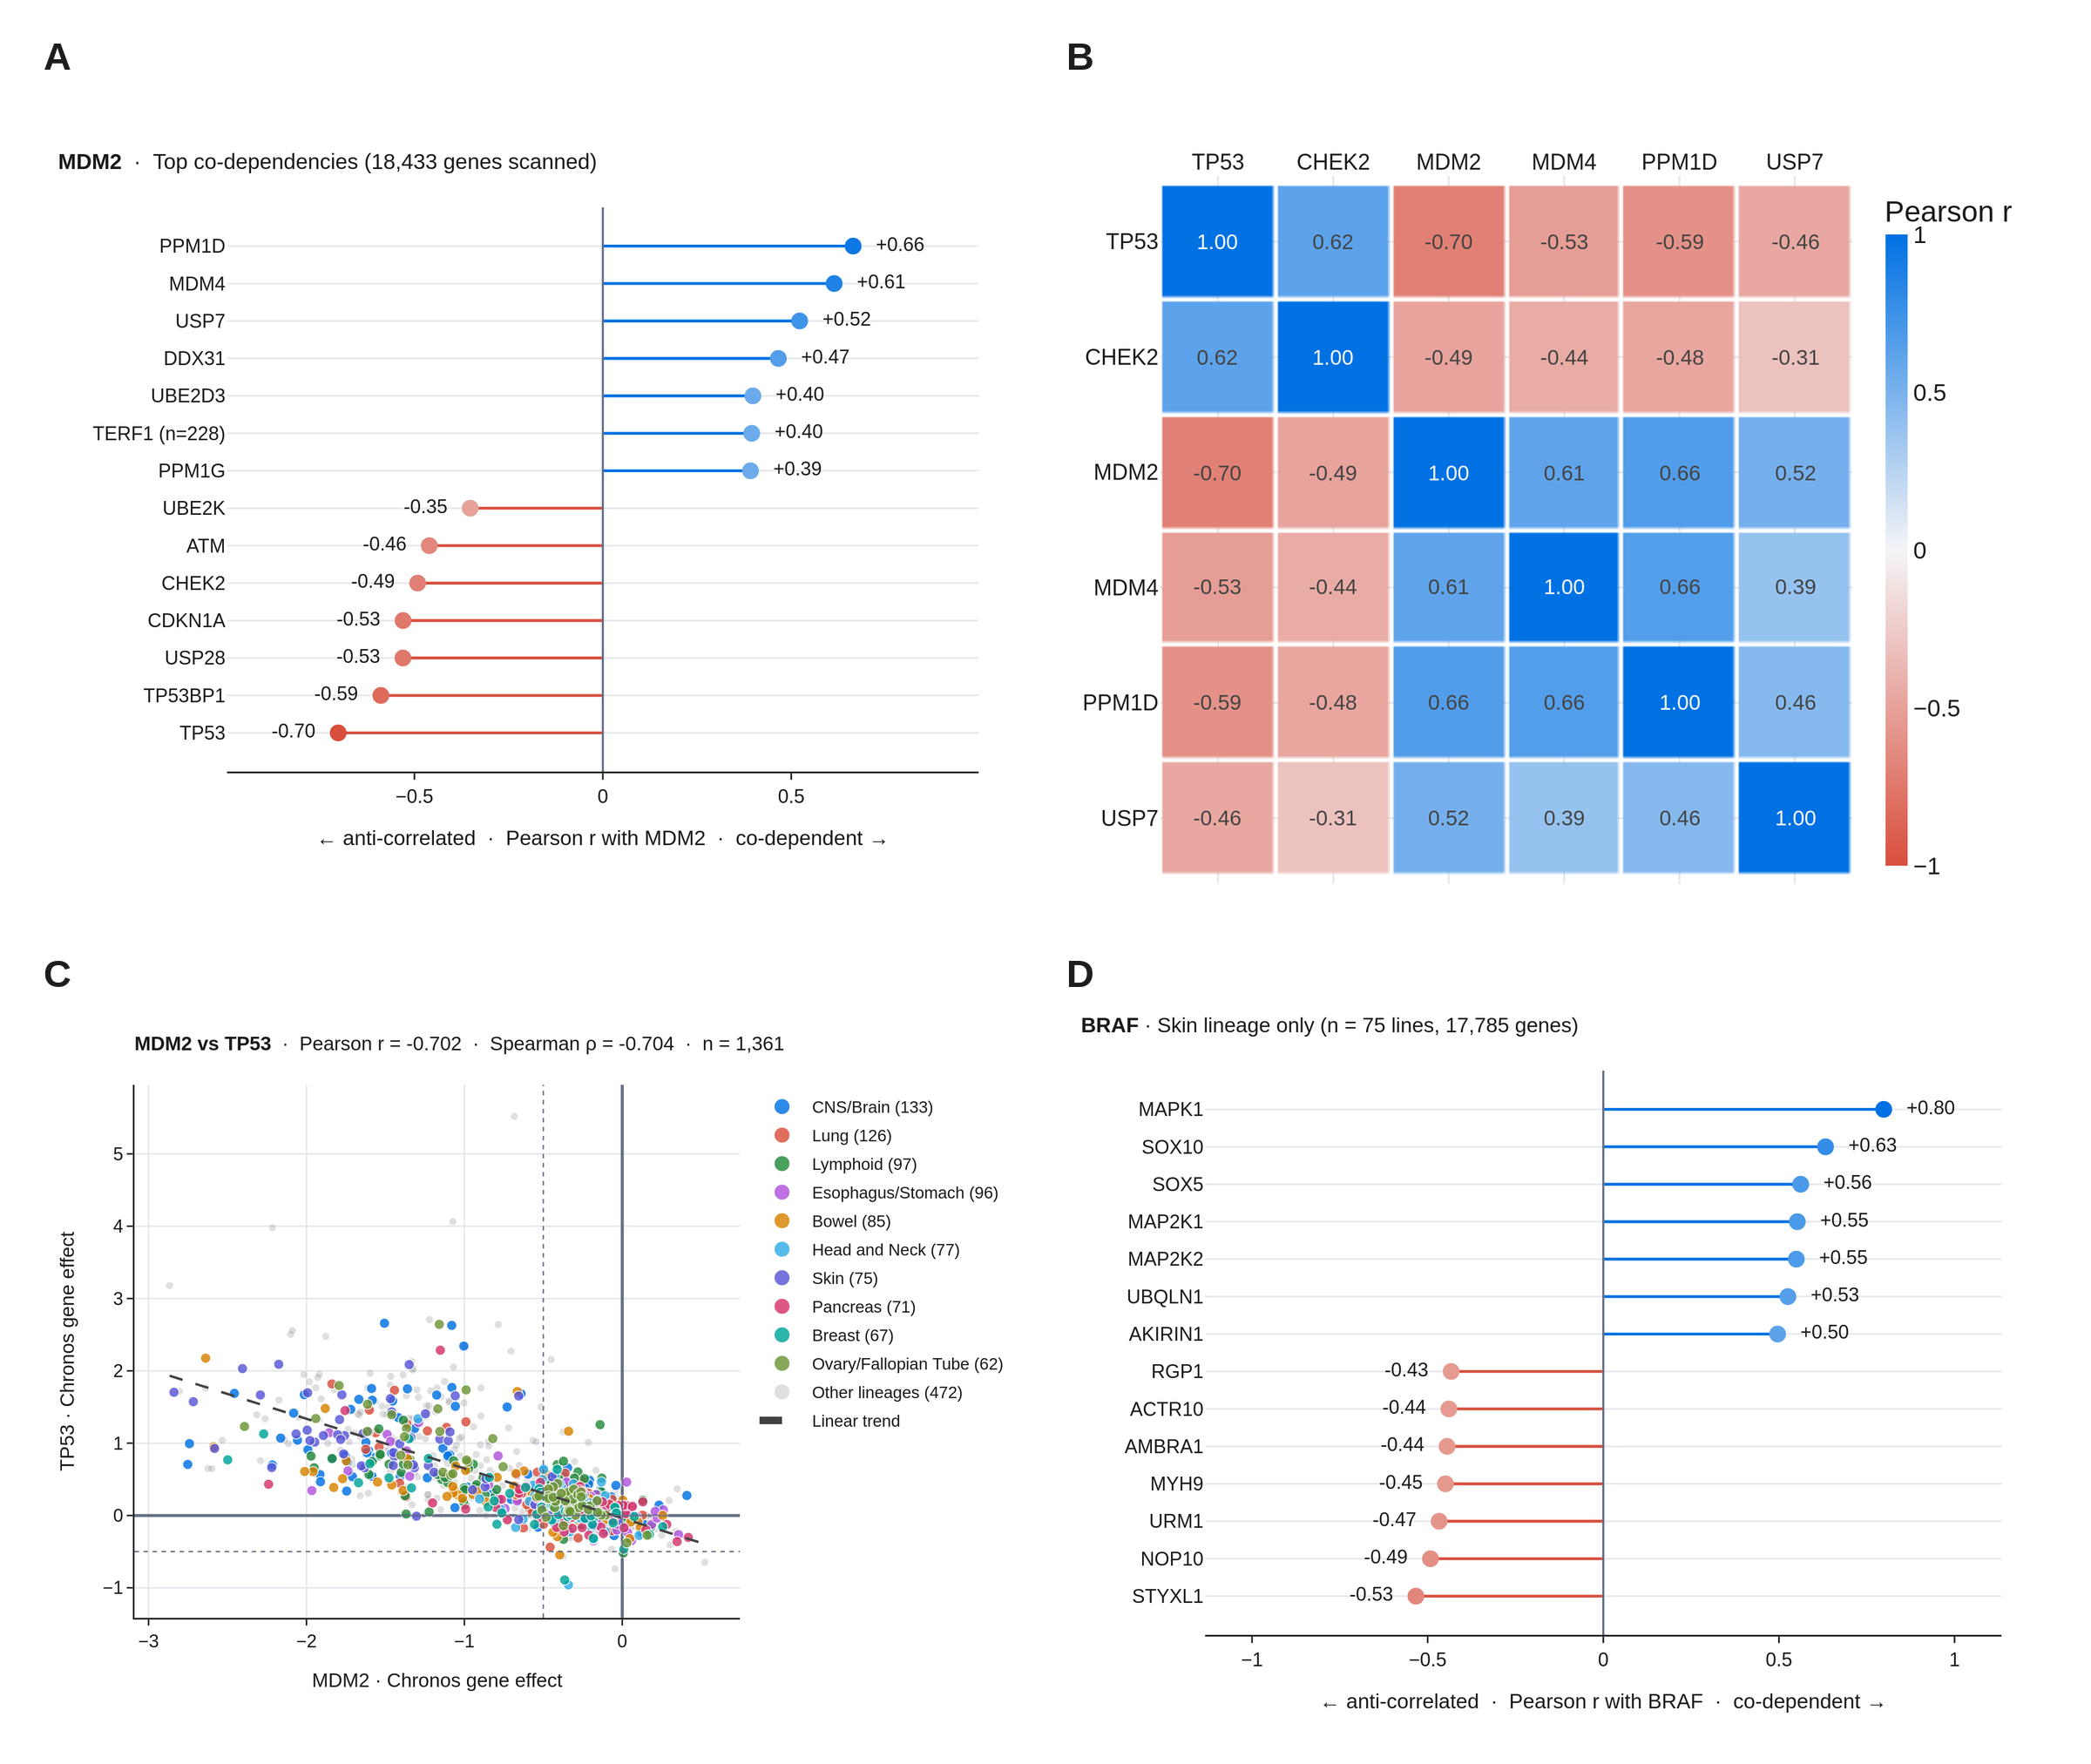 A
MDM2 · Top co-dependencies (18,433 genes scanned)
PPM1D +0.66
MDM4 +0.61
USP7 +0.52
DDX31 +0.47
UBE2D3 +0.40
TERF1 (n=228) +0.40
PPM1G +0.39
UBE2K -0.35
ATM -0.46
CHEK2 -0.49
CDKN1A -0.53
USP28 -0.53
TP53BP1 -0.59
TP53 -0.70
−0.5 0 0.5
← anti-correlated · Pearson r with MDM2 · co-dependent →
B
TP53 CHEK2 MDM2 MDM4 PPM1D USP7
TP53 1.00 0.62 -0.70 -0.53 -0.59 -0.46
CHEK2 0.62 1.00 -0.49 -0.44 -0.48 -0.31
MDM2 -0.70 -0.49 1.00 0.61 0.66 0.52
MDM4 -0.53 -0.44 0.61 1.00 0.66 0.39
PPM1D -0.59 -0.48 0.66 0.66 1.00 0.46
USP7 -0.46 -0.31 0.52 0.39 0.46 1.00
Pearson r
1
0.5
0
−0.5
−1
C
MDM2 vs TP53 · Pearson r = -0.702 · Spearman ρ = -0.704 · n = 1,361
TP53 · Chronos gene effect
5
4
3
2
1
0
−1
−3 −2 −1 0
MDM2 · Chronos gene effect
CNS/Brain (133)
Lung (126)
Lymphoid (97)
Esophagus/Stomach (96)
Bowel (85)
Head and Neck (77)
Skin (75)
Pancreas (71)
Breast (67)
Ovary/Fallopian Tube (62)
Other lineages (472)
Linear trend
D
BRAF · Skin lineage only (n = 75 lines, 17,785 genes)
MAPK1 +0.80
SOX10 +0.63
SOX5 +0.56
MAP2K1 +0.55
MAP2K2 +0.55
UBQLN1 +0.53
AKIRIN1 +0.50
RGP1 -0.43
ACTR10 -0.44
AMBRA1 -0.44
MYH9 -0.45
URM1 -0.47
NOP10 -0.49
STYXL1 -0.53
−1 −0.5 0 0.5 1
← anti-correlated · Pearson r with BRAF · co-dependent →